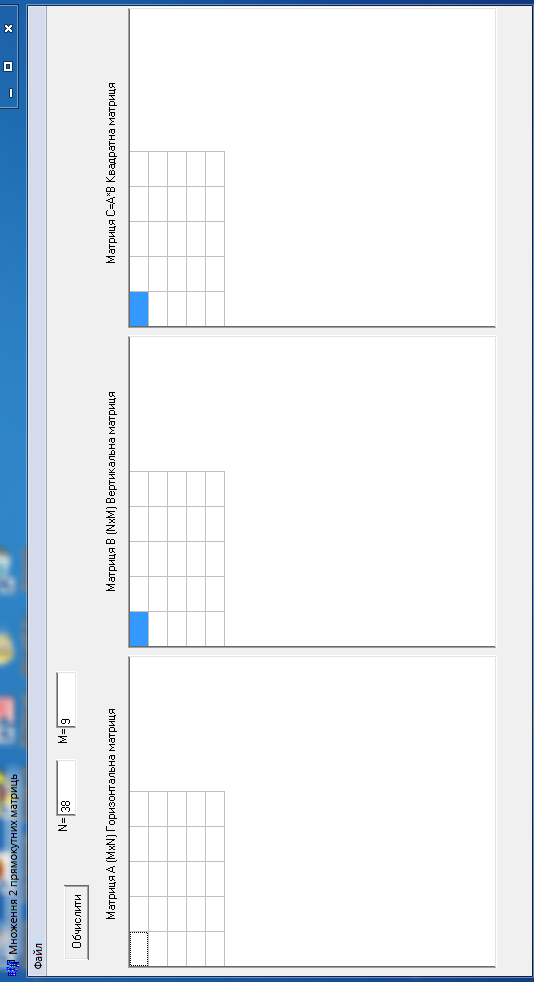 Множення 2 прямокутних матриць
Файл
Обчислити
N= 38
M= 9
Матриця A (MxN) Горизонтальна матриця
Матриця B (NxM) Вертикальна матриця
Матриця C=A*B Квадратна матриця